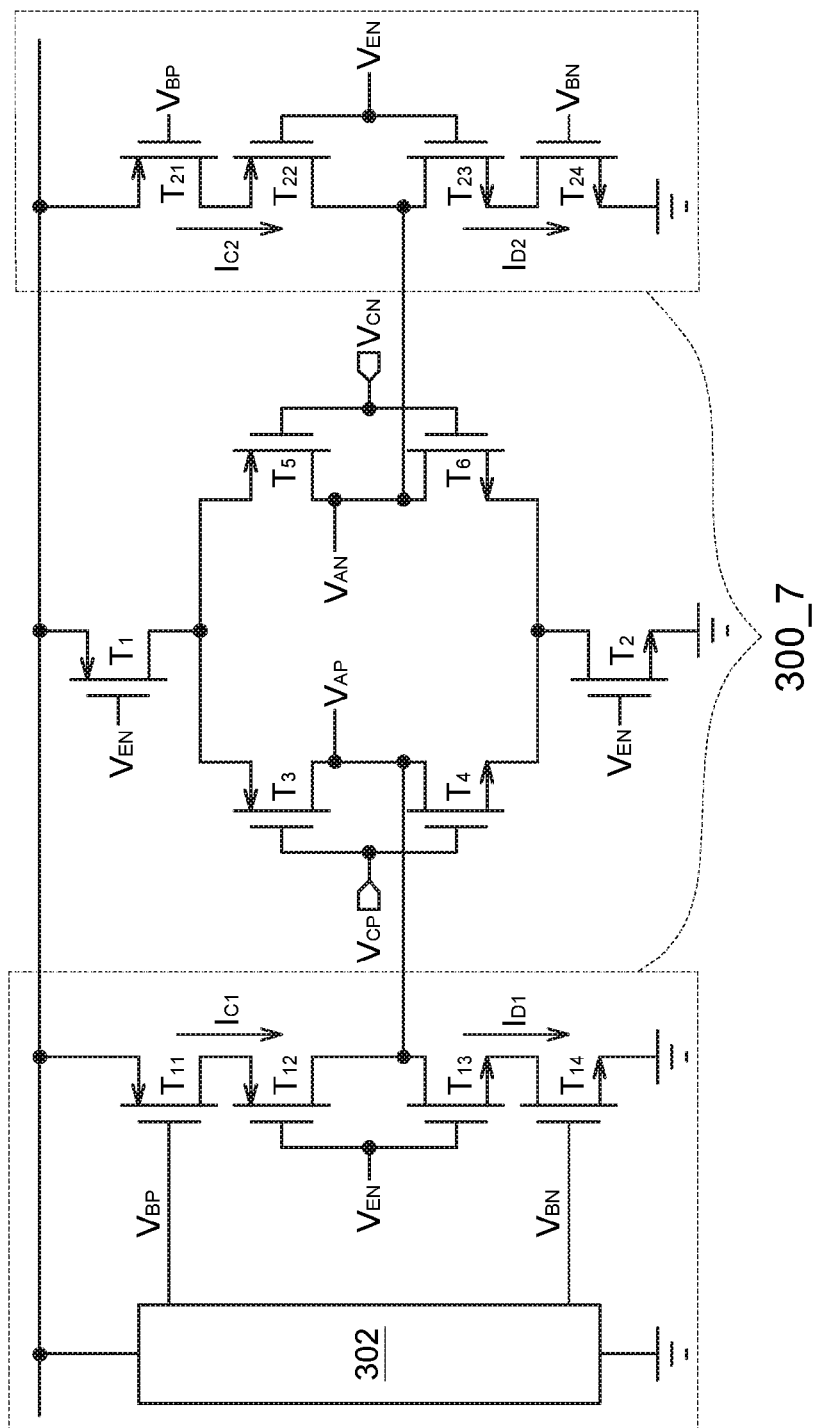 302
VBP
VBN
VEN
T11
T12
T13
T14
IC1
ID1
VCP
T3
T4
VAP
VEN
T1
VEN
T2
VAN
T5
T6
VCN
IC2
ID2
T21
T22
T23
T24
VBP
VEN
VBN
300_7